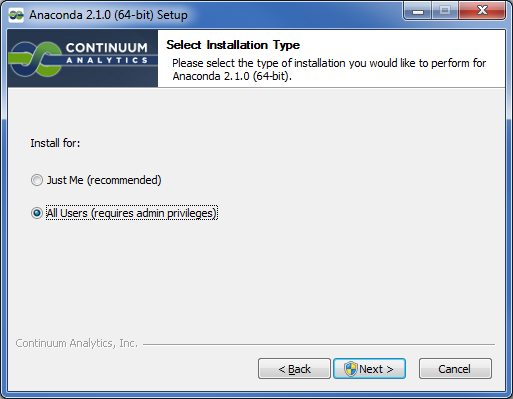 Anaconda 2.1.0 (64-bit) Setup
CONTINUUM
ANALYTICS
Select Installation Type
Please select the type of installation you would like to perform for
Anaconda 2.1.0 (64-bit).
Install for:
Just Me (recommended)
All Users (requires admin privileges)
Continuum Analytics, Inc.
< Back
Next >
Cancel